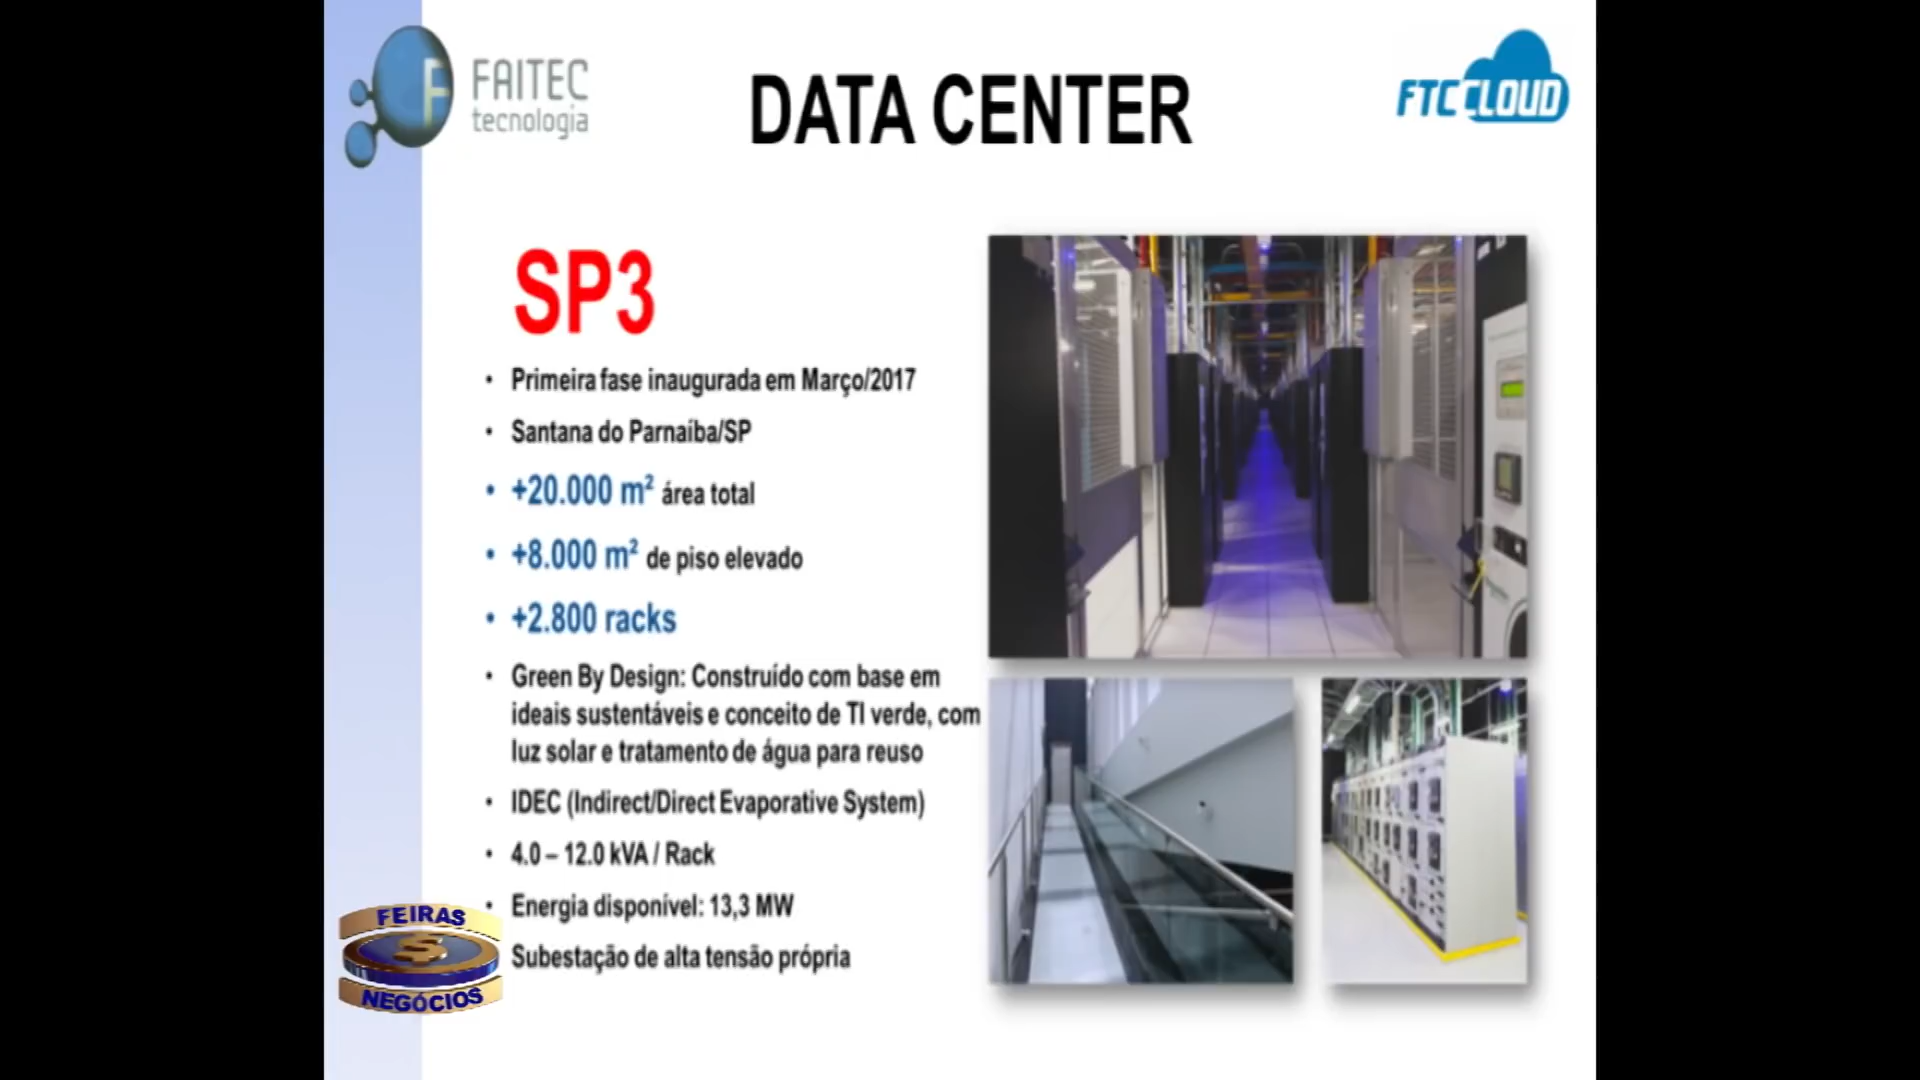 FAITEC
tecnologia
DATA CENTER
FTC CLOUD
SP3
• Primeira fase inaugurada em Março/2017
• Santana do Parnaíba/SP
• +20.000 m² área total
• +8.000 m² de piso elevado
• +2.800 racks
• Green By Design: Construído com base em
ideais sustentáveis e conceito de TI verde, com
luz solar e tratamento de água para reuso
• IDEC (Indirect/Direct Evaporative System)
• 4.0 – 12.0 kVA / Rack
• Energia disponível: 13,3 MW
Subestação de alta tensão própria
FEIRAS
NEGÓCIOS